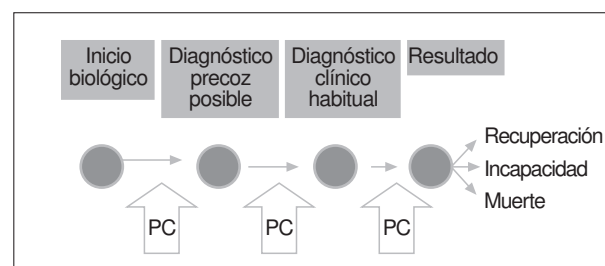 Inicio
biológico
Diagnóstico
precoz
posible
Diagnóstico
clínico
habitual
Resultado
Recuperación
Incapacidad
Muerte
PC
PC
PC